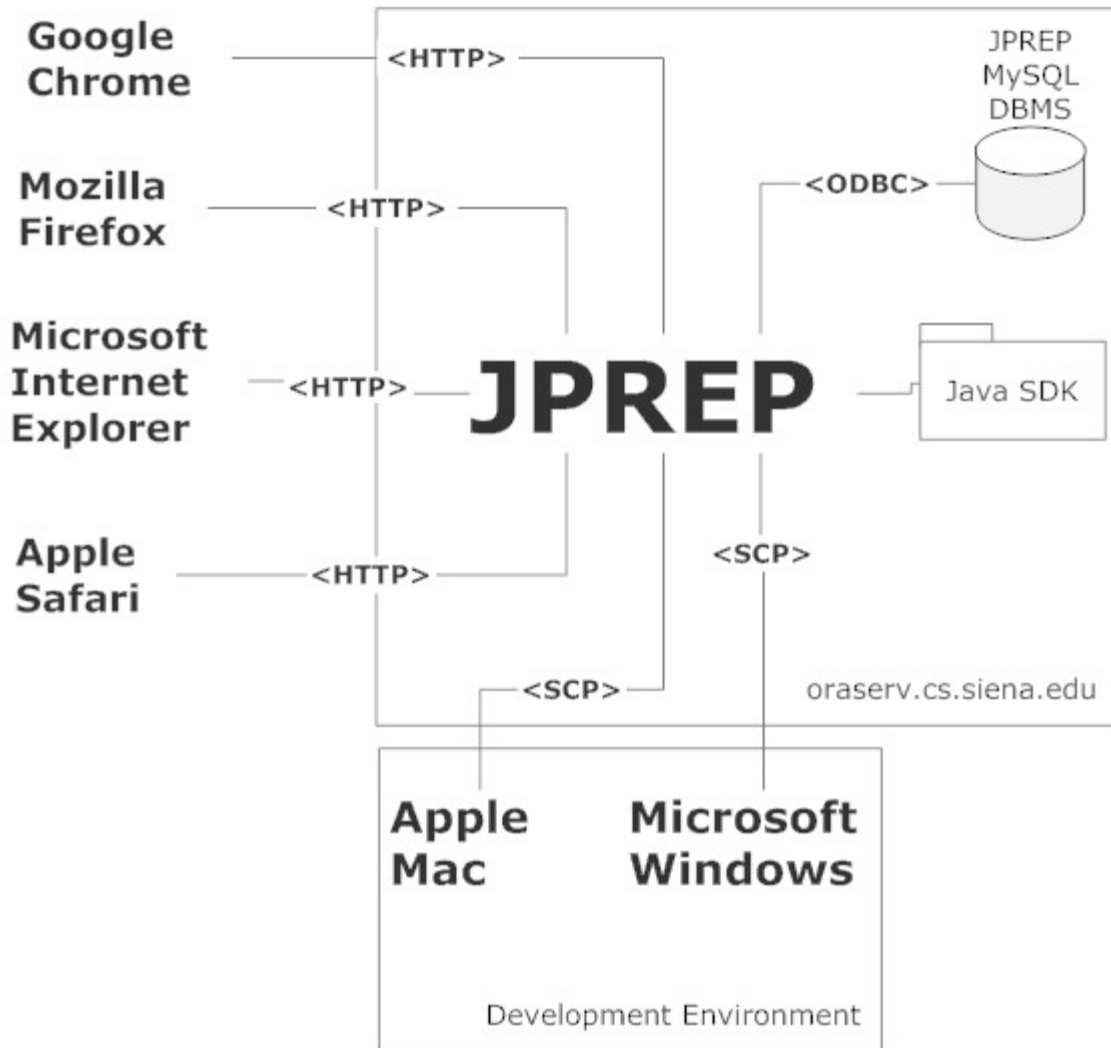 Google
Chrome
<HTTP>
JPREP
MySQL
DBMS
Mozilla
Firefox
<HTTP>
<ODBC>
Microsoft
Internet
Explorer
<HTTP>
JPREP
Java SDK
Apple
Safari
<HTTP>
<SCP>
<SCP>
oraserv.cs.siena.edu
Apple
Mac
Microsoft
Windows
Development Environment